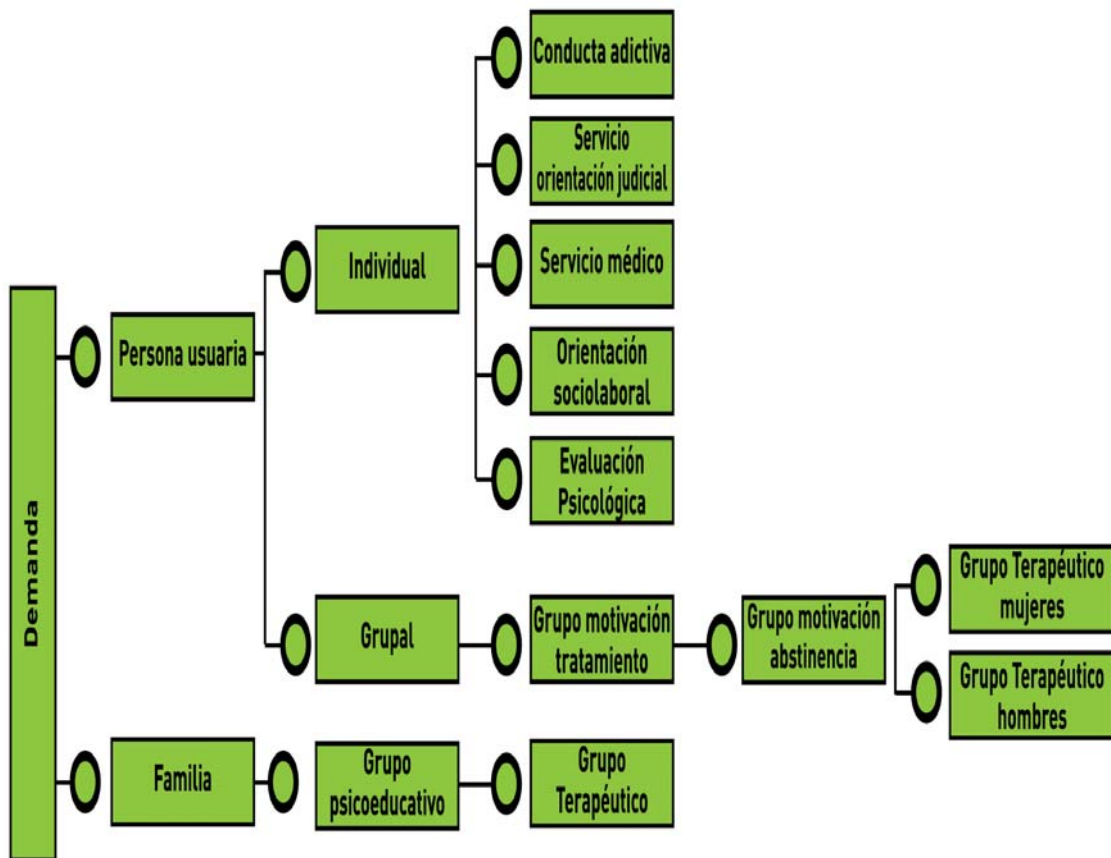 Demanda
Persona usuaria
Individual
Conducta adictiva
Servicio
orientación judicial
Servicio médico
Orientación
sociolaboral
Evaluación
Psicológica
Grupal
Grupo motivación
tratamiento
Grupo motivación
abstinencia
Grupo Terapéutico
mujeres
Grupo Terapéutico
hombres
Familia
Grupo
psicoeducativo
Grupo
Terapéutico